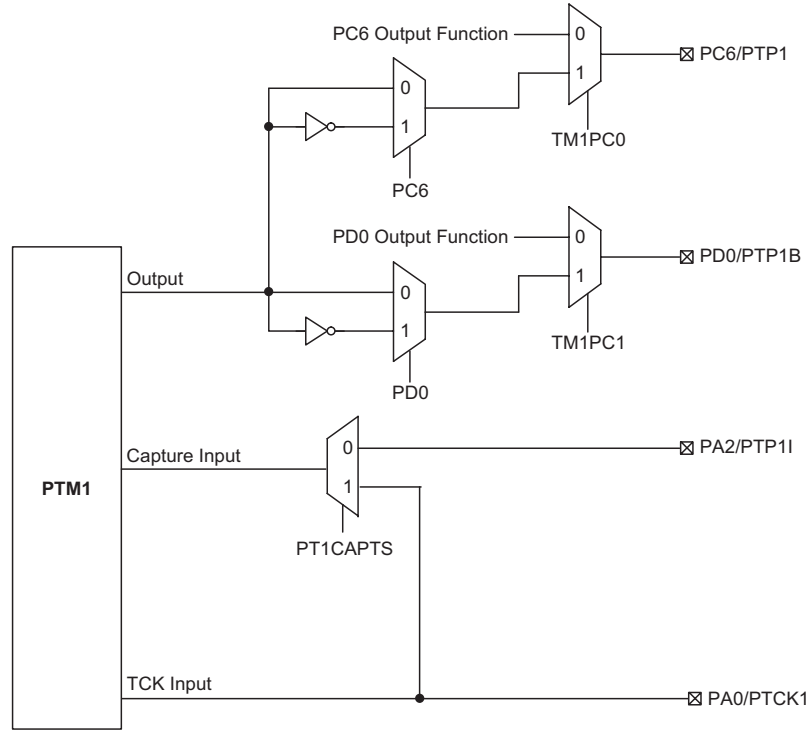 PC6 Output Function
0
1
TM1PC0
PC6/PTP1
0
1
PC6
PD0 Output Function
0
1
TM1PC1
PD0/PTP1B
Output
0
1
PD0
Capture Input
0
1
PT1CAPTS
PA2/PTP1I
PTM1
TCK Input
PA0/PTCK1